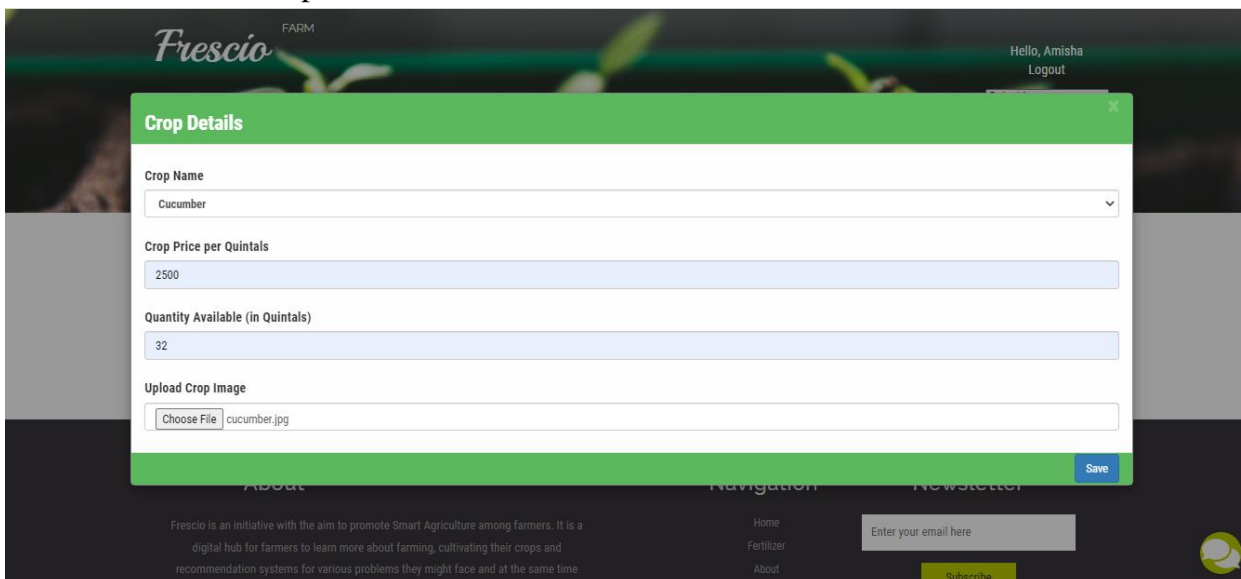 FARM
Frescio
Hello, Amisha
Logout
Crop Details
×
Crop Name
Cucumber
Crop Price per Quintals
2500
Quantity Available (in Quintals)
32
Upload Crop Image
Choose File cucumber.jpg
Save
About
Navigation
Newsletter
Frescio is an initiative with the aim to promote Smart Agriculture among farmers. It is a
digital hub for farmers to learn more about farming, cultivating their crops and
recommendation systems for various problems they might face and at the same time
Home
Fertilizer
About
Enter your email here
Subscribe